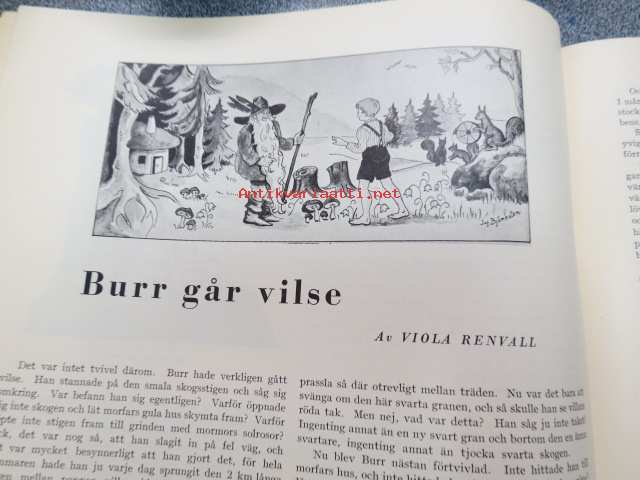 Antikvariaatti.net
Burr går vilse
Av VIOLA RENVALL
Det var intet tvivel därom. Burr hade verkligen gått
vilse. Han stannade på den smala skogsstigen och såg sig
omkring. Var befann han sig egentligen? Varför öppnade
sig inte skogen och lät morfars gula hus skymta fram? Varför
inte stigen fram till grinden med mormors solrosor?
det var nog så, att han slagit in på fel väg, och
var mycket besynnerligt att han gjort det, för hela
hade han ju varje dag sprungit den 2 km långa
prassla så där otrevligt mellan träden. Nu var det bara att
svänga om den här svarta granen, och så skulle han se villans
röda tak. Men nej, vad var detta? Han såg ju inte taket!
Ingenting annat än en ny svart gran och bortom den en ännu
svartare, ingenting annat än tjocka svarta skogen.
Nu blev Burr nästan förtvivlad. Inte hittade han till
morfars hus, och inte hittade han